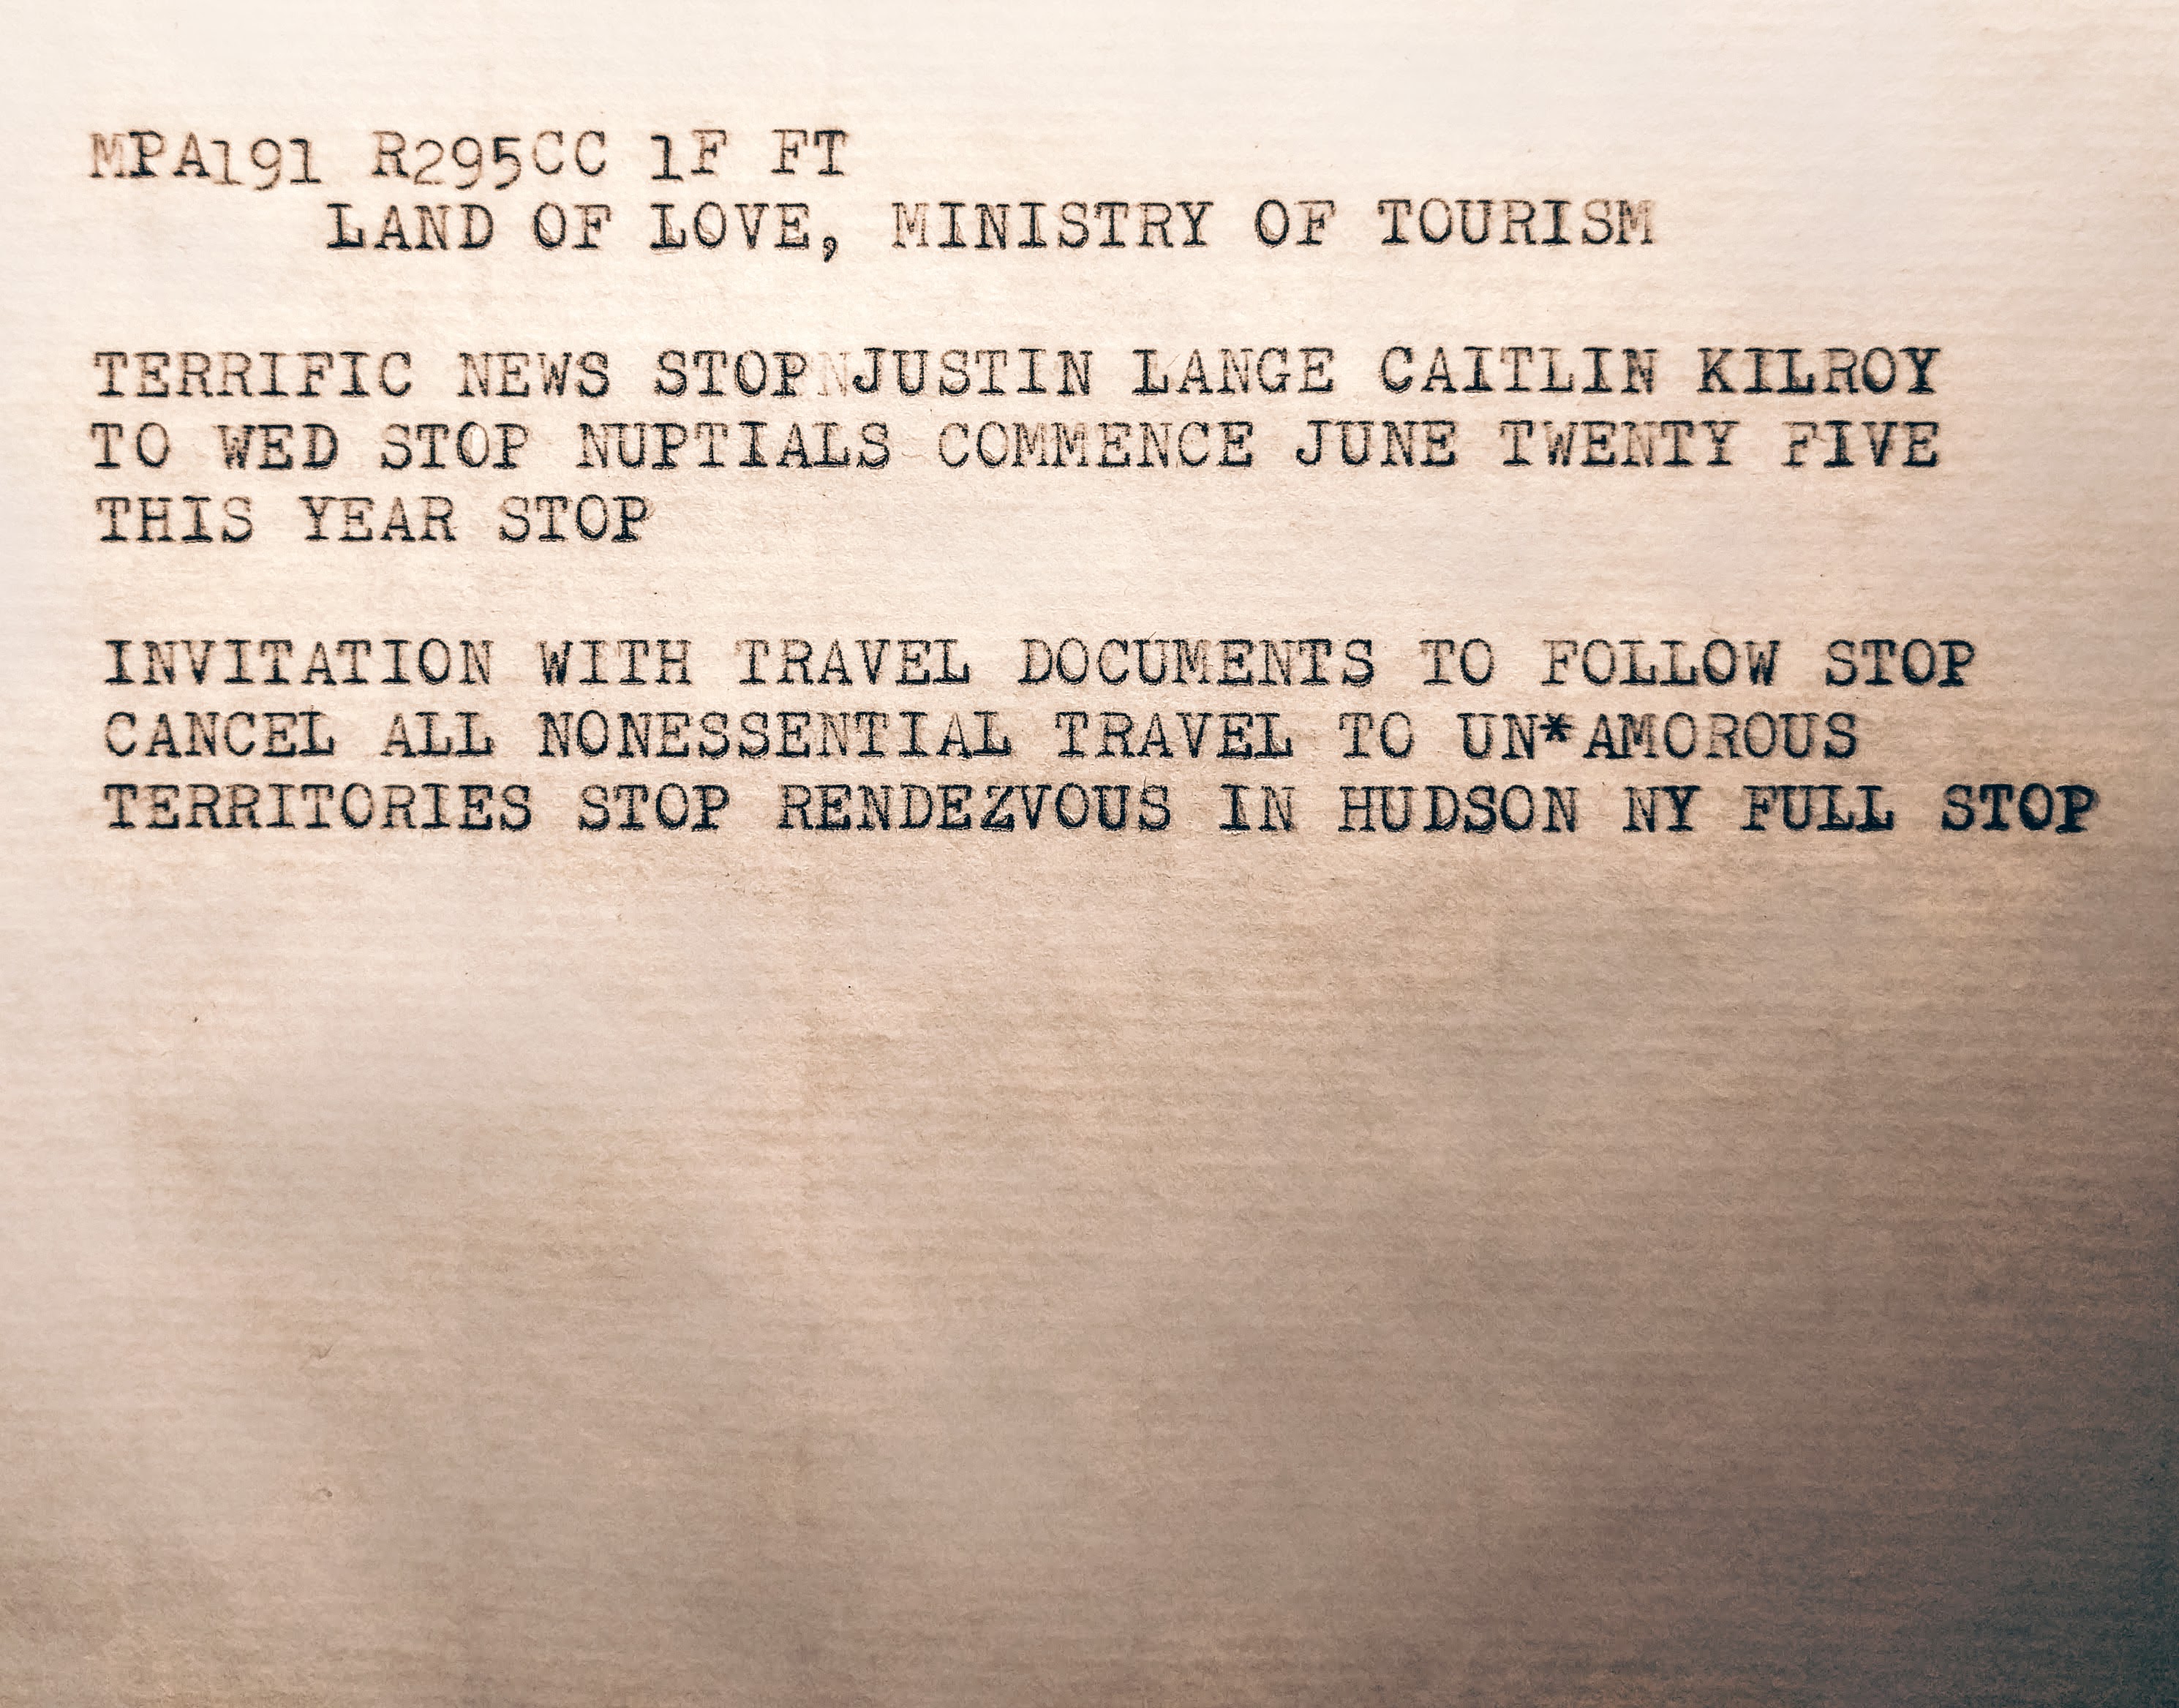 MPA191 R295CC 1F FT
LAND OF LOVE, MINISTRY OF TOURISM
TERRIFIC NEWS STOP JUSTIN LANGE CAITLIN KILROY
TO WED STOP NUPTIALS COMMENCE JUNE TWENTY FIVE
THIS YEAR STOP
INVITATION WITH TRAVEL DOCUMENTS TO FOLLOW STOP
CANCEL ALL NONESSENTIAL TRAVEL TO UN*AMOROUS
TERRITORIES STOP RENDEZVOUS IN HUDSON NY FULL STOP